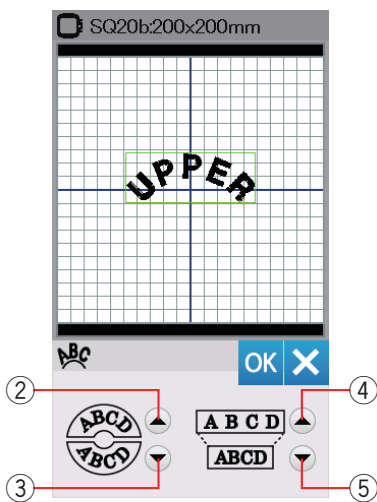 SQ20b:200x200mm
UPPER
ABC
OK
② ④
ABCD A B C D
ABCD ABCD
③ ⑤